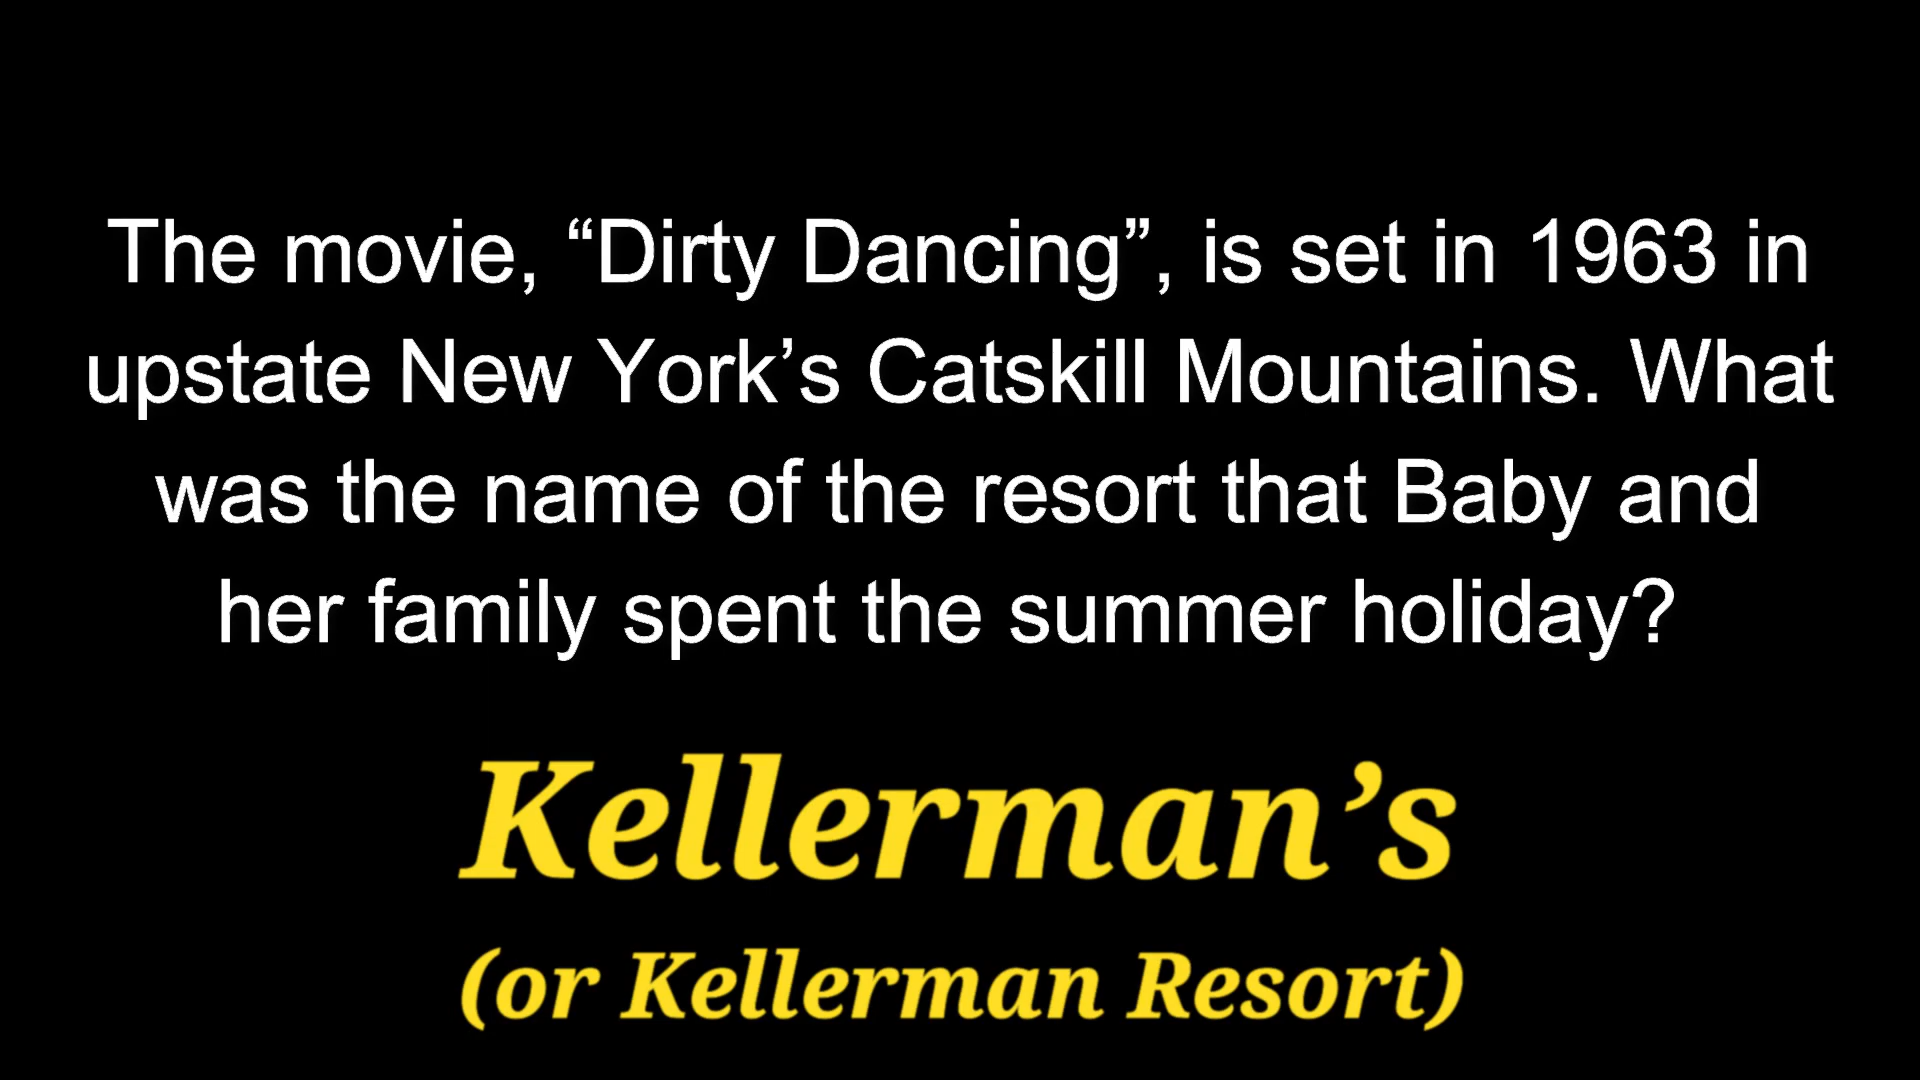 The movie, “Dirty Dancing”, is set in 1963 in
upstate New York’s Catskill Mountains. What
was the name of the resort that Baby and
her family spent the summer holiday?
Kellerman’s
(or Kellerman Resort)